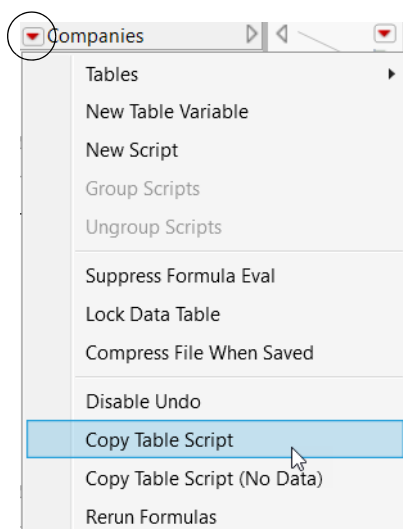 Companies
Tables
New Table Variable
New Script
Group Scripts
Ungroup Scripts
Suppress Formula Eval
Lock Data Table
Compress File When Saved
Disable Undo
Copy Table Script
Copy Table Script (No Data)
Rerun Formulas